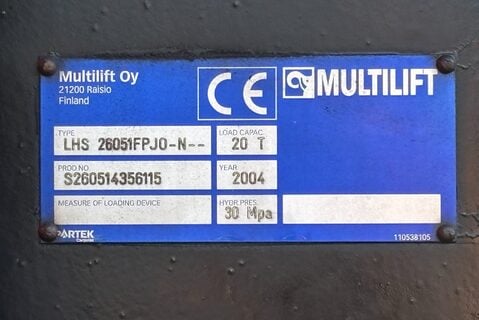 Multilift Oy
21200 Raisio
Finland
CE
MULTILIFT
TYPE
LHS 26051FPJO-N--
LOAD CAPAC.
20 T
PROD NO
S260514356115
YEAR
2004
MEASURE OF LOADING DEVICE
HYDR.PRES.
30 Mpa
PARTEK
110538105